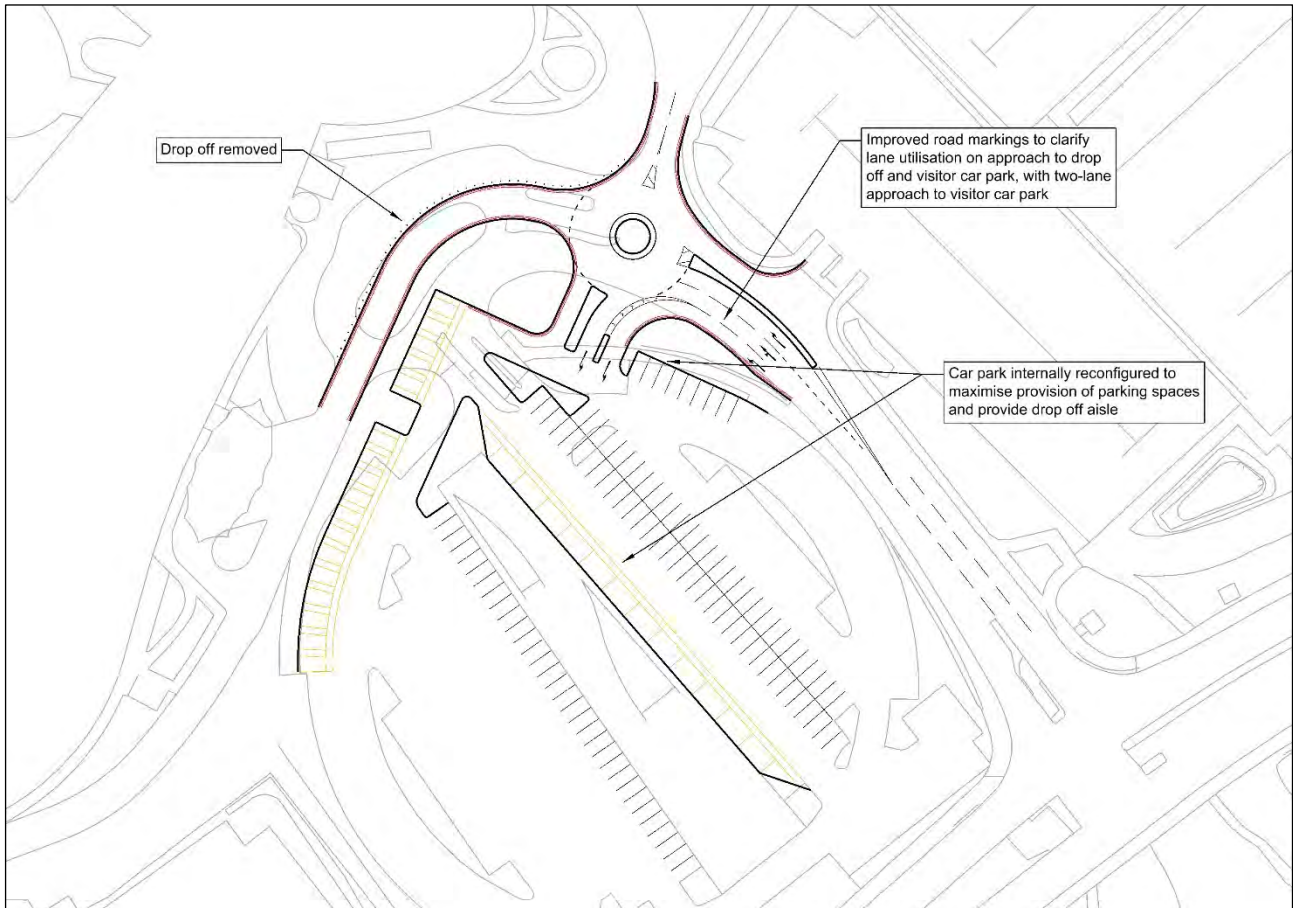 Drop off removed
Improved road markings to clarify
lane utilisation on approach to drop
off and visitor car park, with two-lane
approach to visitor car park
Car park internally reconfigured to
maximise provision of parking spaces
and provide drop off aisle